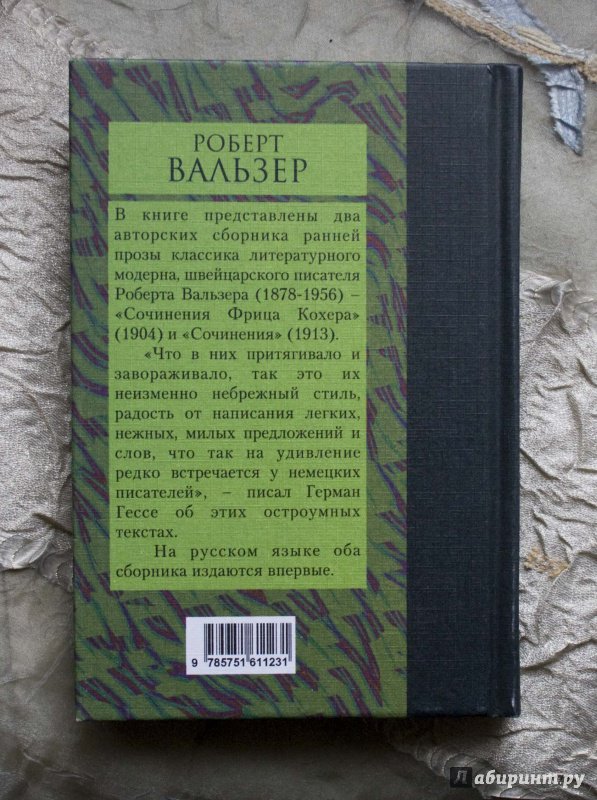 РОБЕРТ
ВАЛЬЗЕР
В книге представлены два
авторских сборника ранней
прозы классика литературного
модерна, швейцарского писателя
Роберта Вальзера (1878-1956) –
«Сочинения Фрица Кохера»
(1904) и «Сочинения» (1913).
«Что в них притягивало и
завораживало, так это их
неизменно небрежный стиль,
радость от написания легких,
нежных, милых предложений и
слов, что так на удивление
редко встречается у немецких
писателей», – писал Герман
Гессе об этих остроумных
текстах.
На русском языке оба
сборника издаются впервые.
9 785751 611231
Л абиринт.ру